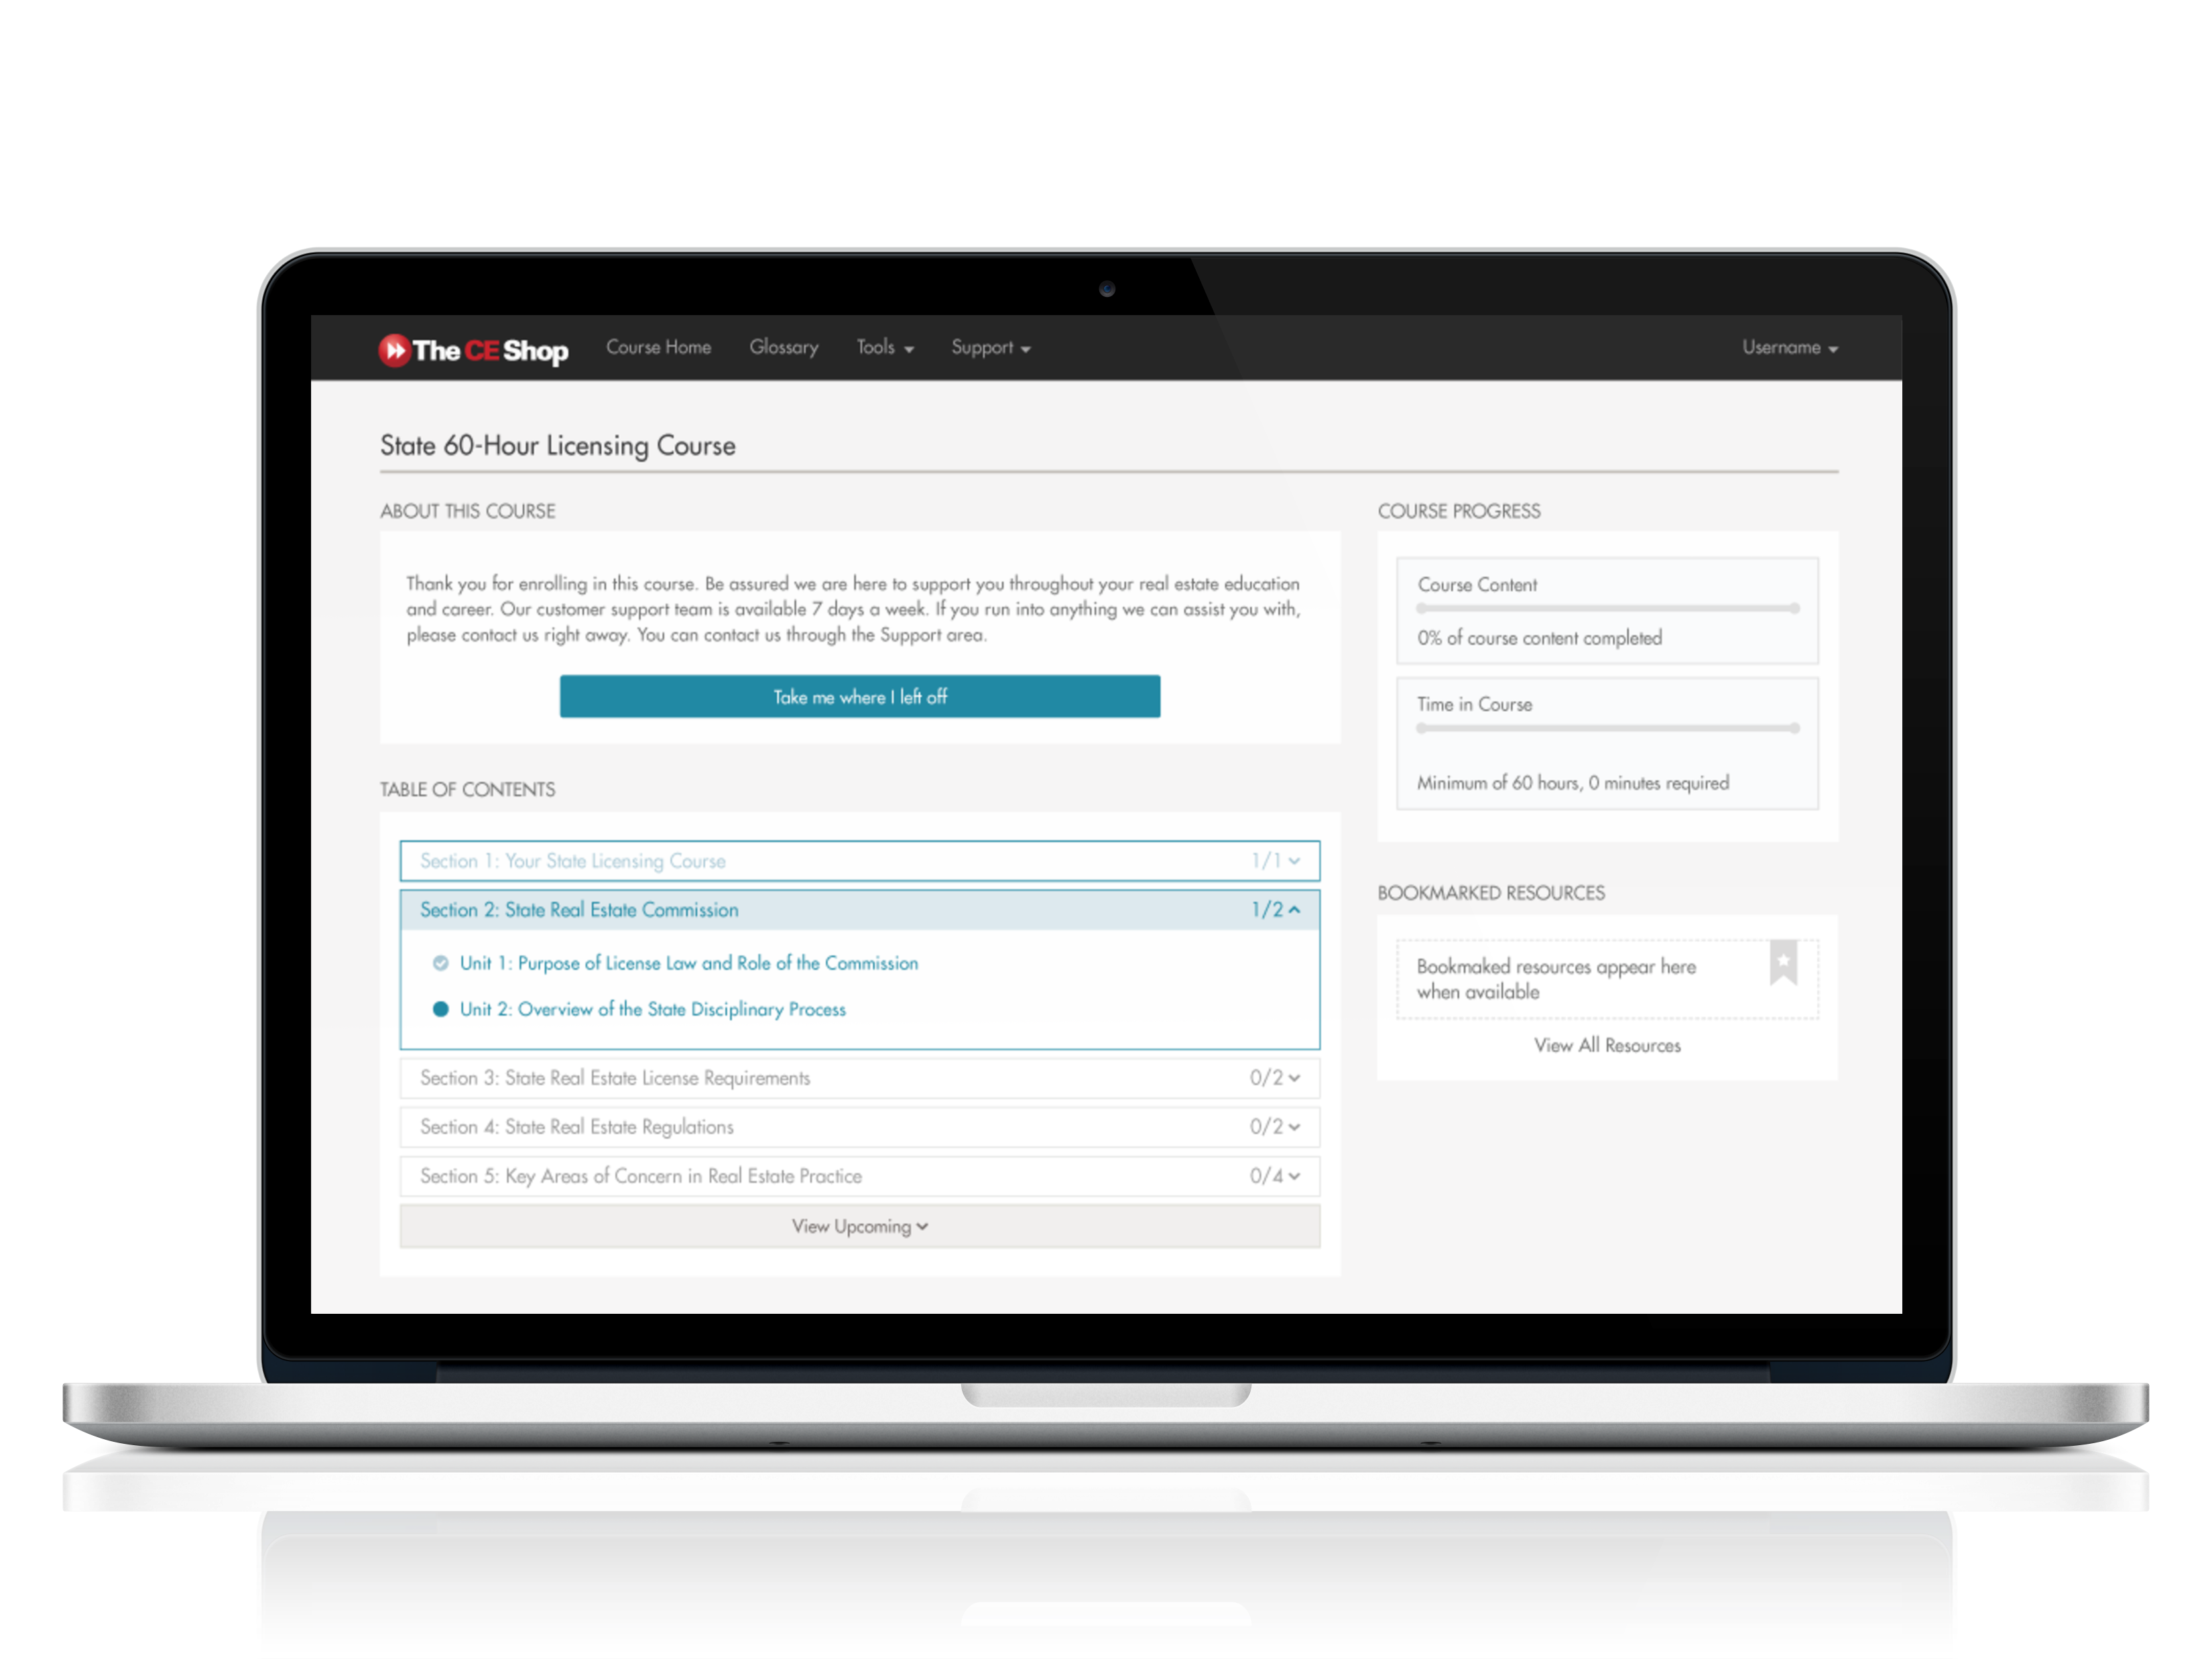 The CE Shop
Course Home
Glossary
Tools
Support
Username
State 60-Hour Licensing Course
ABOUT THIS COURSE
Thank you for enrolling in this course. Be assured we are here to support you throughout your real estate education
and career. Our customer support team is available 7 days a week. If you run into anything we can assist you with,
please contact us right away. You can contact us through the Support area.
Take me where I left off
TABLE OF CONTENTS
Section 1: Your State Licensing Course 1/1
Section 2: State Real Estate Commission 1/2
Unit 1: Purpose of License Law and Role of the Commission
Unit 2: Overview of the State Disciplinary Process
Section 3: State Real Estate License Requirements 0/2
Section 4: State Real Estate Regulations 0/2
Section 5: Key Areas of Concern in Real Estate Practice 0/4
View Upcoming
COURSE PROGRESS
Course Content
0% of course content completed
Time in Course
Minimum of 60 hours, 0 minutes required
BOOKMARKED RESOURCES
Bookmaked resources appear here
when available
View All Resources